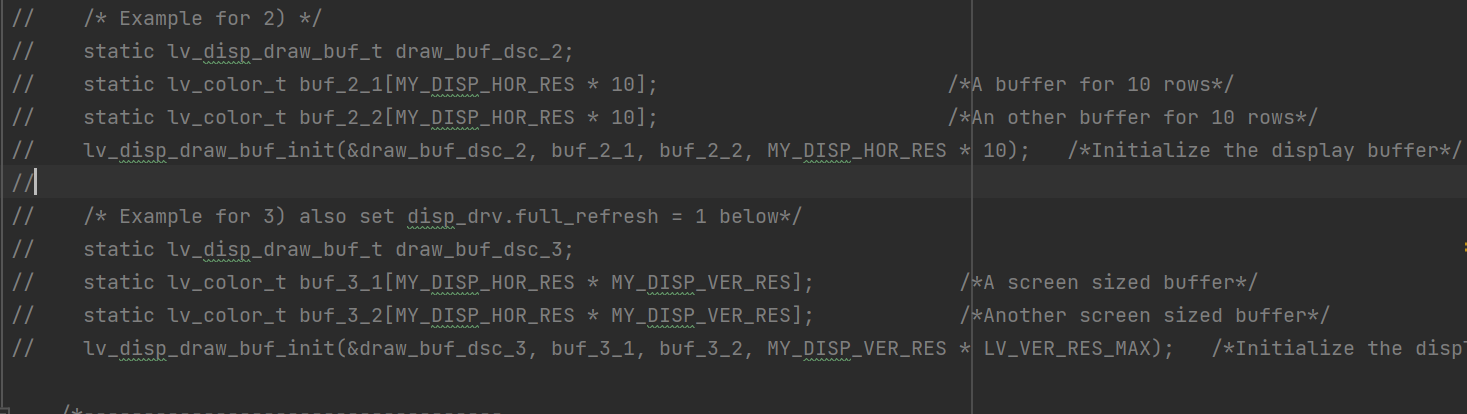 //    /* Example for 2) */
//    static lv_disp_draw_buf_t draw_buf_dsc_2;
//    static lv_color_t buf_2_1[MY_DISP_HOR_RES * 10];                        /*A buffer for 10 rows*/
//    static lv_color_t buf_2_2[MY_DISP_HOR_RES * 10];                        /*An other buffer for 10 rows*/
//    lv_disp_draw_buf_init(&draw_buf_dsc_2, buf_2_1, buf_2_2, MY_DISP_HOR_RES * 10);   /*Initialize the display buffer*/
//
//    /* Example for 3) also set disp_drv.full_refresh = 1 below*/
//    static lv_disp_draw_buf_t draw_buf_dsc_3;
//    static lv_color_t buf_3_1[MY_DISP_HOR_RES * MY_DISP_VER_RES];            /*A screen sized buffer*/
//    static lv_color_t buf_3_2[MY_DISP_HOR_RES * MY_DISP_VER_RES];            /*Another screen sized buffer*/
//    lv_disp_draw_buf_init(&draw_buf_dsc_3, buf_3_1, buf_3_2, MY_DISP_VER_RES * LV_VER_RES_MAX);   /*Initialize the disp